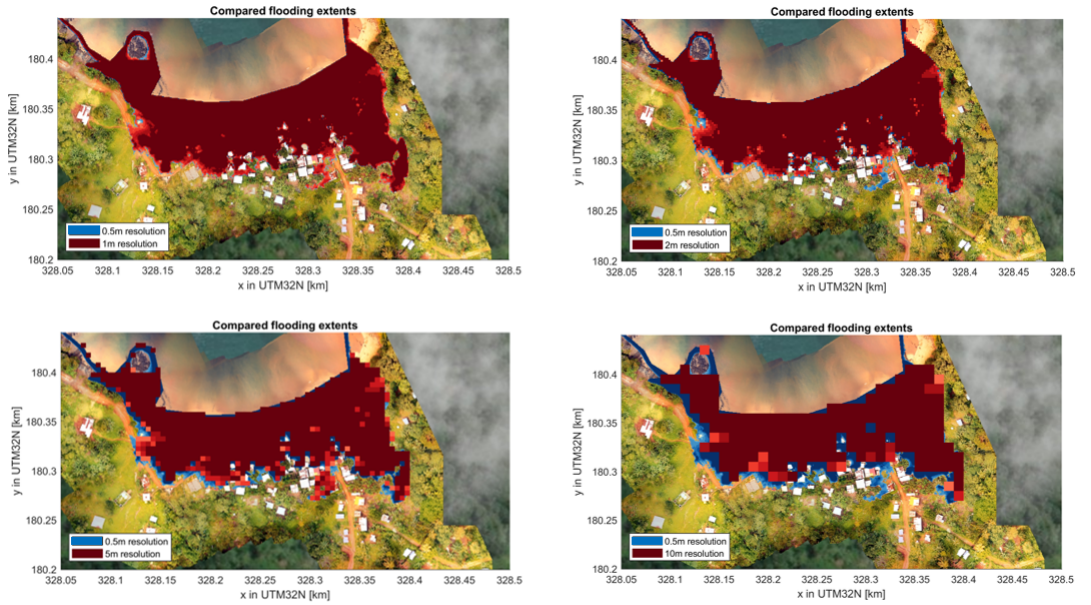 Compared flooding extents
180.4
180.35
180.3
180.25
180.2
y in UTM32N [km]
0.5m resolution
1m resolution
328.05 328.1 328.15 328.2 328.25 328.3 328.35 328.4 328.45 328.5
x in UTM32N [km]
Compared flooding extents
180.4
180.35
180.3
180.25
180.2
y in UTM32N [km]
0.5m resolution
2m resolution
328.05 328.1 328.15 328.2 328.25 328.3 328.35 328.4 328.45 328.5
x in UTM32N [km]
Compared flooding extents
180.4
180.35
180.3
180.25
180.2
y in UTM32N [km]
0.5m resolution
5m resolution
328.05 328.1 328.15 328.2 328.25 328.3 328.35 328.4 328.45 328.5
x in UTM32N [km]
Compared flooding extents
180.4
180.35
180.3
180.25
180.2
y in UTM32N [km]
0.5m resolution
10m resolution
328.05 328.1 328.15 328.2 328.25 328.3 328.35 328.4 328.45 328.5
x in UTM32N [km]